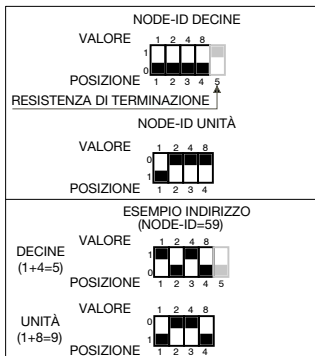 NODE-ID DECINE
VALORE 1 2 4 8
1
0
POSIZIONE 1 2 3 4 5
RESISTENZA DI TERMINAZIONE
NODE-ID UNITÀ
VALORE 1 2 4 8
0
1
POSIZIONE 1 2 3 4
ESEMPIO INDIRIZZO
(NODE-ID=59)
VALORE 1 2 4 8
DECINE 1
(1+4=5) 0
POSIZIONE 1 2 3 4 5
VALORE 1 2 4 8
UNITÀ 0
(1+8=9) 1
POSIZIONE 1 2 3 4